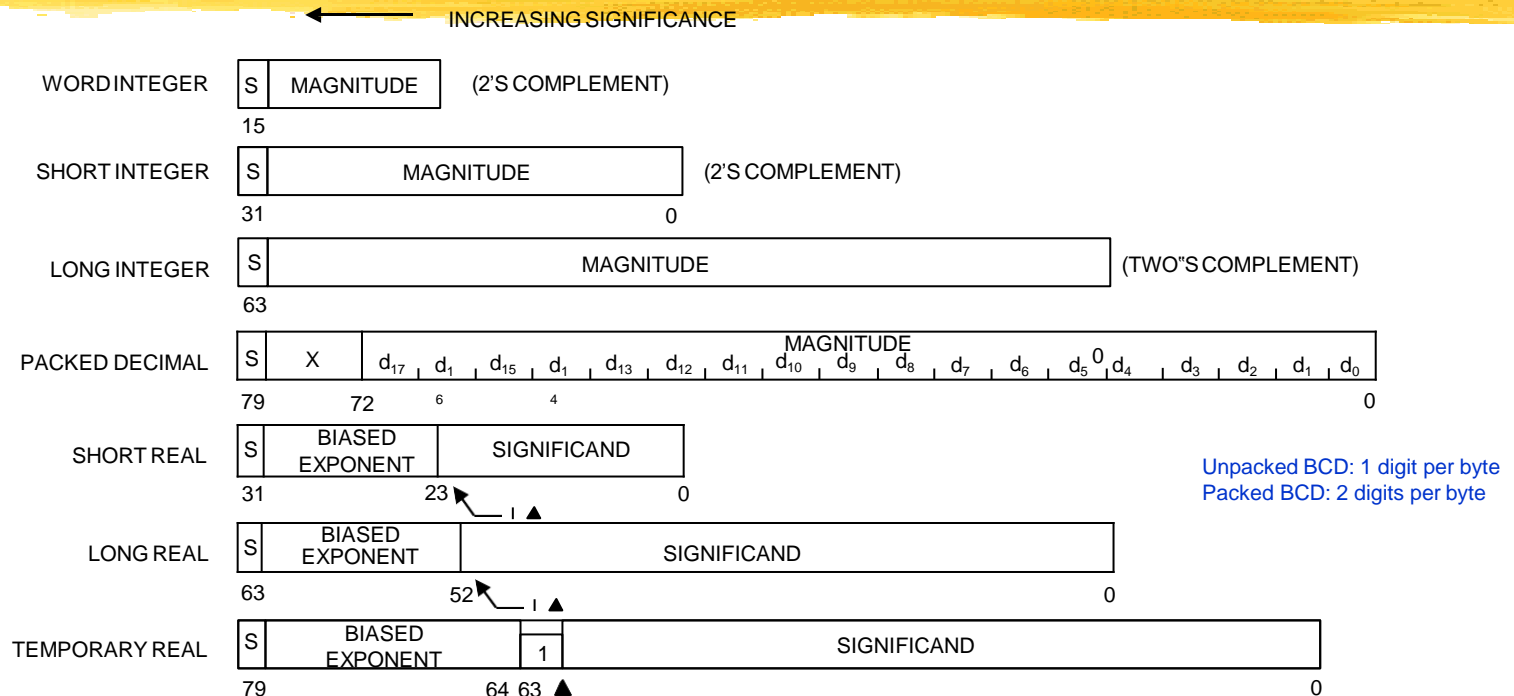 INCREASING SIGNIFICANCE
WORD INTEGER S MAGNITUDE (2'S COMPLEMENT)
15
SHORT INTEGER S MAGNITUDE (2'S COMPLEMENT)
31 0
LONG INTEGER S MAGNITUDE (TWO‟S COMPLEMENT)
63
MAGNITUDE
PACKED DECIMAL S X d17 d1 d15 d1 d13 d12 d11 d10 d9 d8 d7 d6 d5 0 d4 d3 d2 d1 d0
79 72 6 4 0
SHORT REAL S BIASED EXPONENT SIGNIFICAND
31 23 0
I
Unpacked BCD: 1 digit per byte
Packed BCD: 2 digits per byte
LONG REAL S BIASED EXPONENT SIGNIFICAND
63 52 0
I
TEMPORARY REAL S BIASED EXPONENT 1 SIGNIFICAND
79 64 63 0